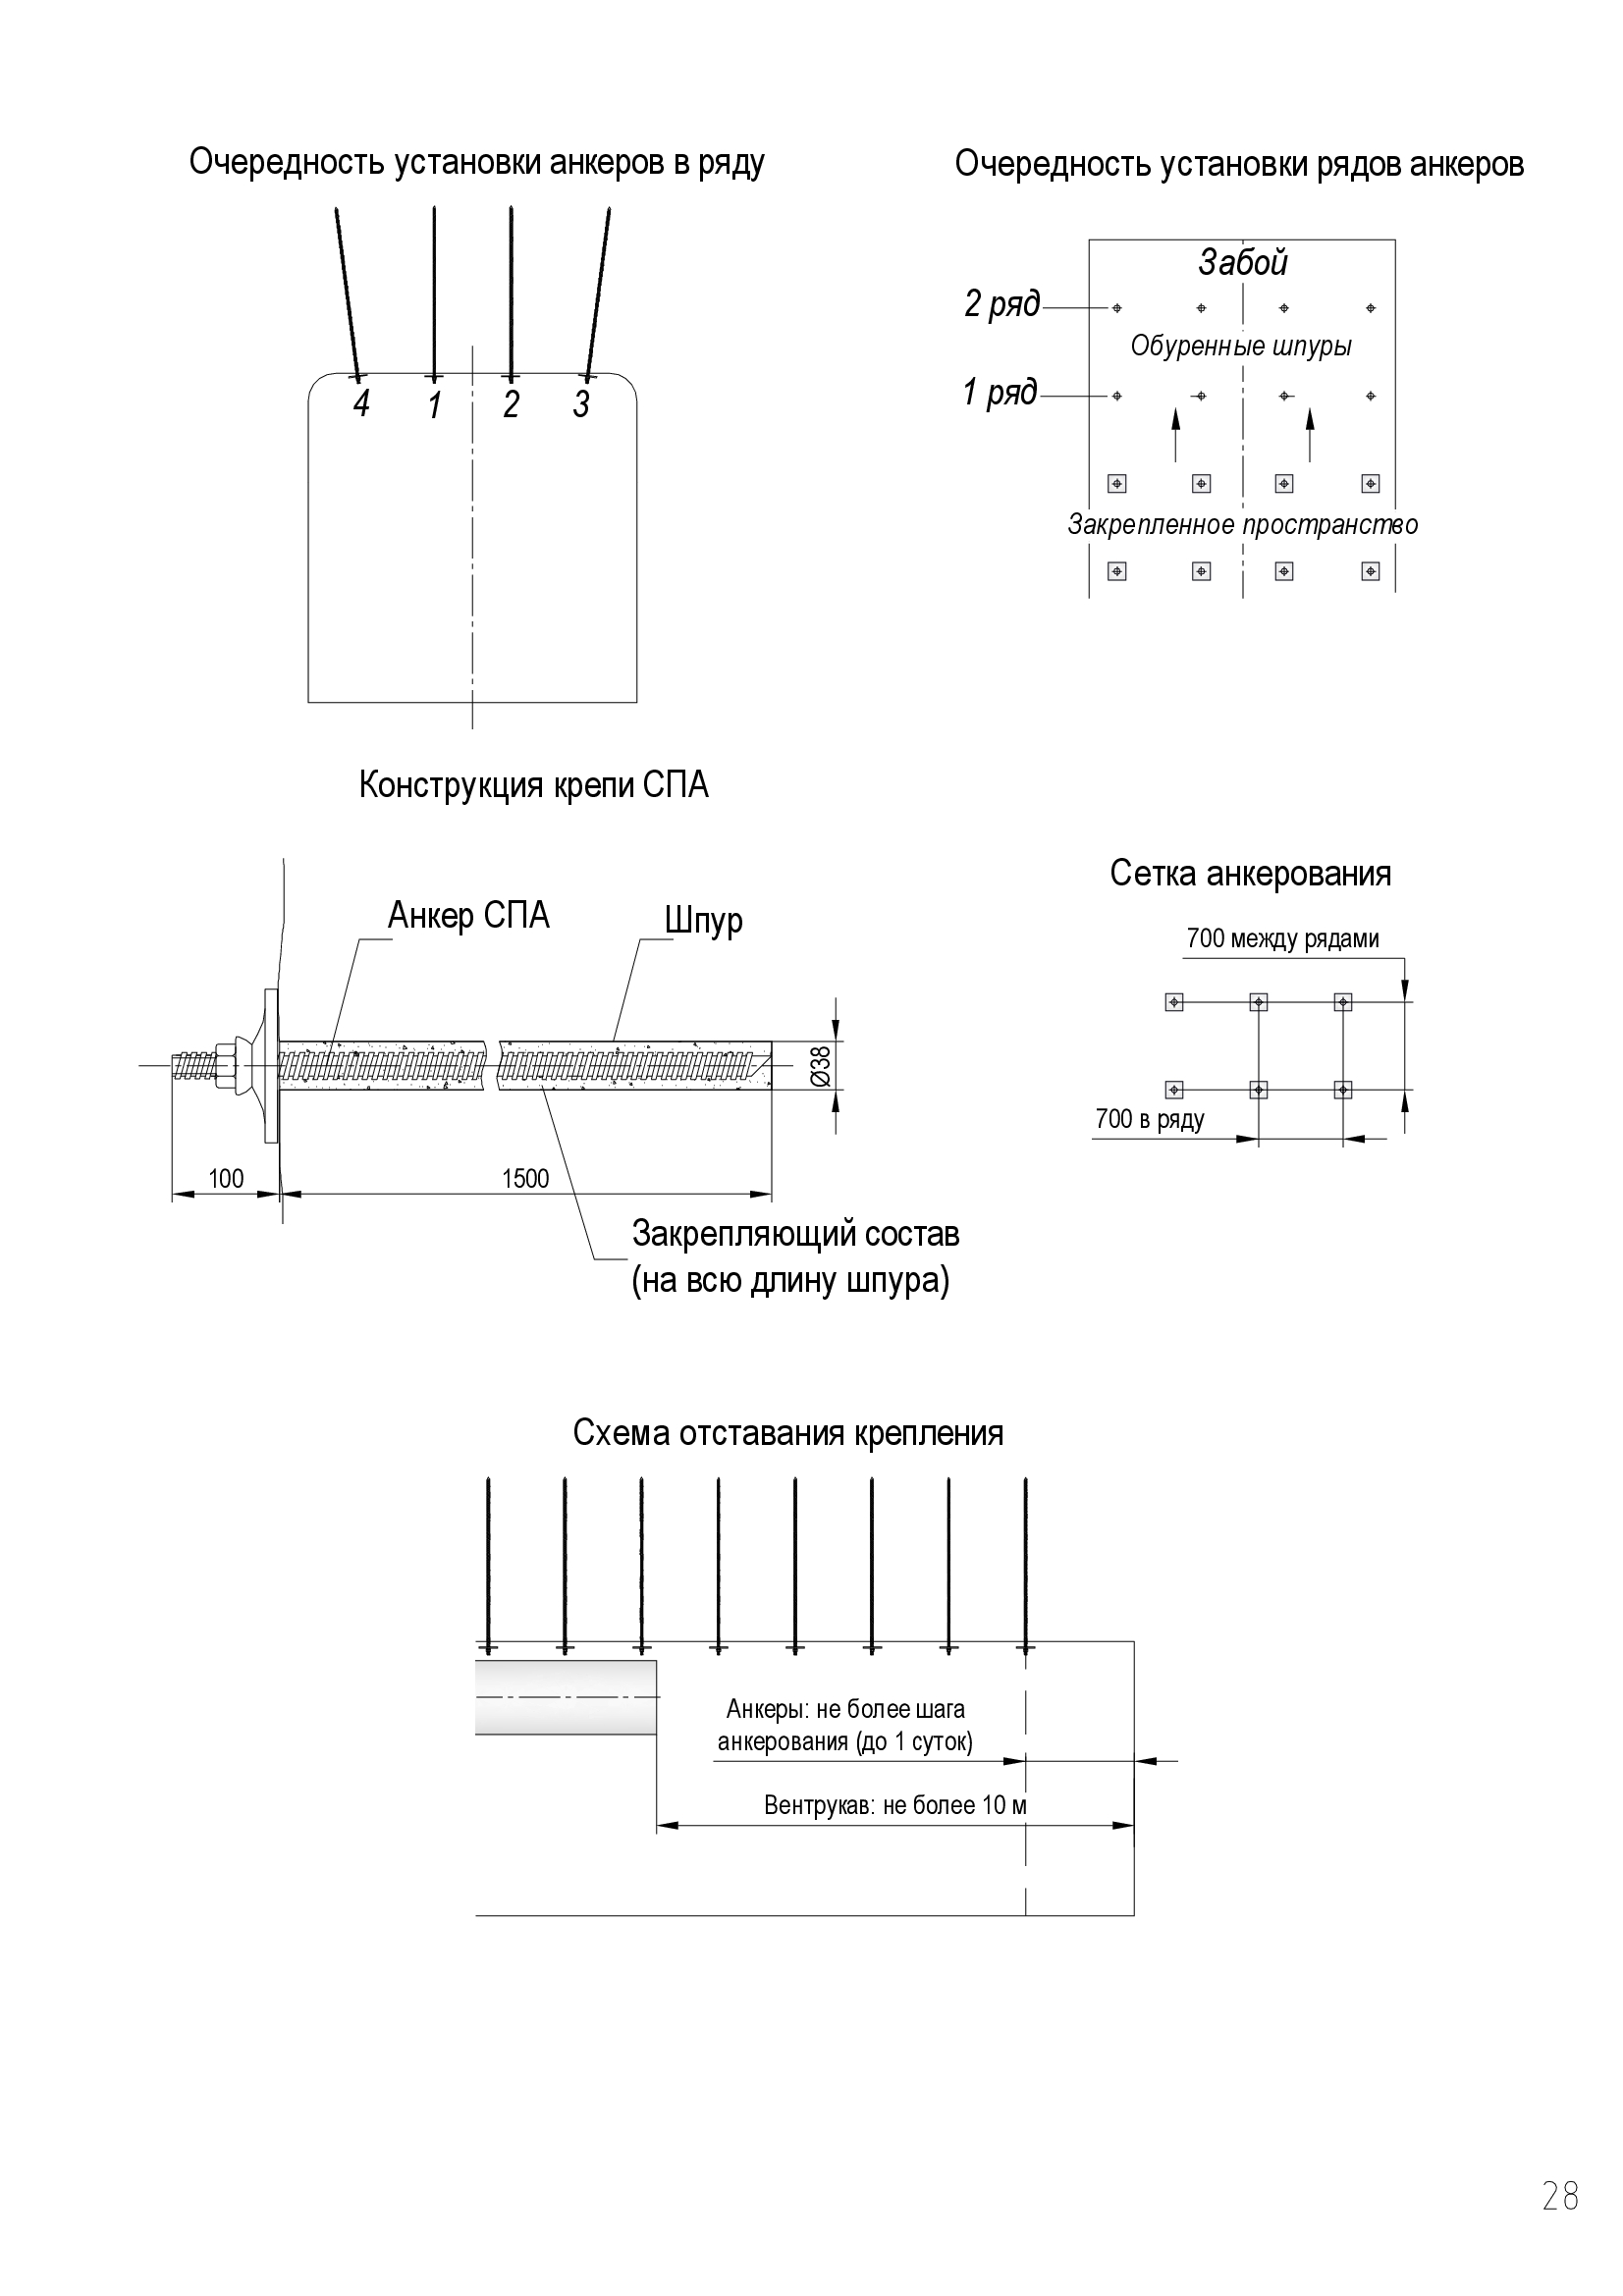 Очередность установки анкеров в ряду
4 1 2 3
Очередность установки рядов анкеров
Забой
2 ряд
Обуренные шпуры
1 ряд
Закрепленное пространство
Конструкция крепи СПА
Анкер СПА
Шпур
Ø38
100
1500
Закрепляющий состав
(на всю длину шпура)
Сетка анкерования
700 между рядами
700 в ряду
Схема отставания крепления
Анкеры: не более шага
анкерования (до 1 суток)
Вентрукав: не более 10 м
28